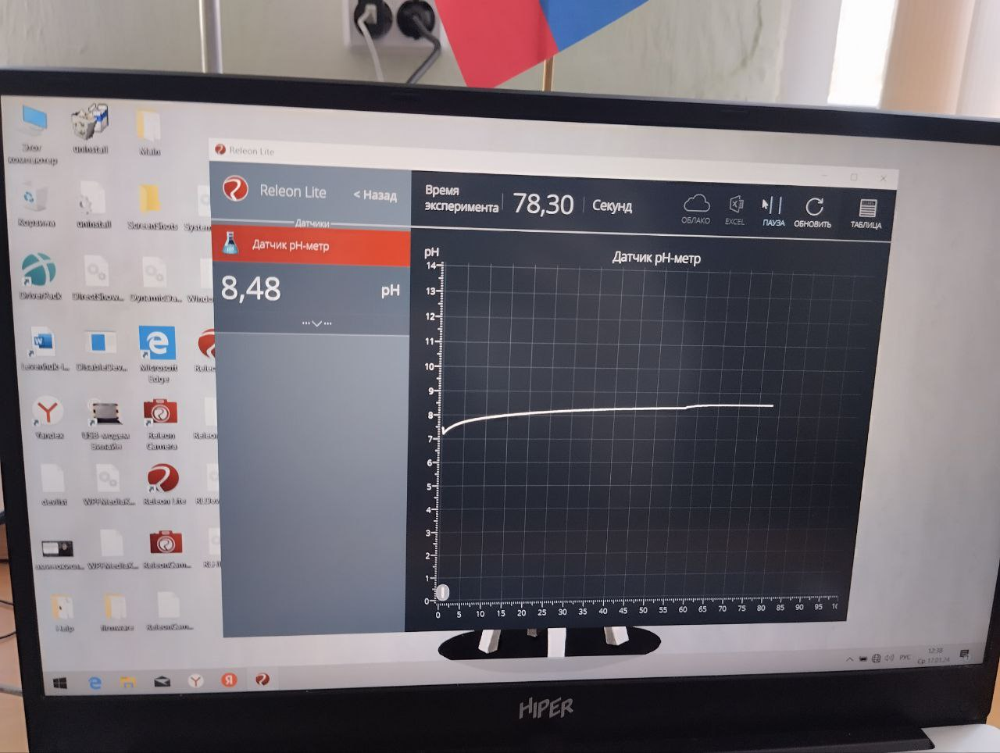 Этот
компьютер
uninstall
Main
Releon Lite
Releon Lite
< Назад
Время
эксперимента
78,30
Секунд
ОБЛАКО
EXCEL
ПАУЗА
ОБНОВИТЬ
ТАБЛИЦА
Корзина
uninstall
ScreenShots
System...
Датчики
Датчик pH-метр
8,48
pH
pH
Датчик pH-метр
14
13
12
11
10
9
8
7
6
5
4
3
2
1
0
0 5 10 15 20 25 30 35 40 45 50 55 60 65 70 75 80 85 90 95
DriverPack
DirectShow...
DynamicDa...
Windo...
Levenhuk-L...
DisableDev...
Microsoft
Edge
Releo...
Yandex
USB-модем
Билайн
Releon
Camera
Releon...
devlist
WPFMediaK...
Releon Lite
RLDev...
WPFMediaK...
ReleonCam...
Help
firmware
ReleonCam...
РУС
12:38
Ср 17.01.24
HIPER